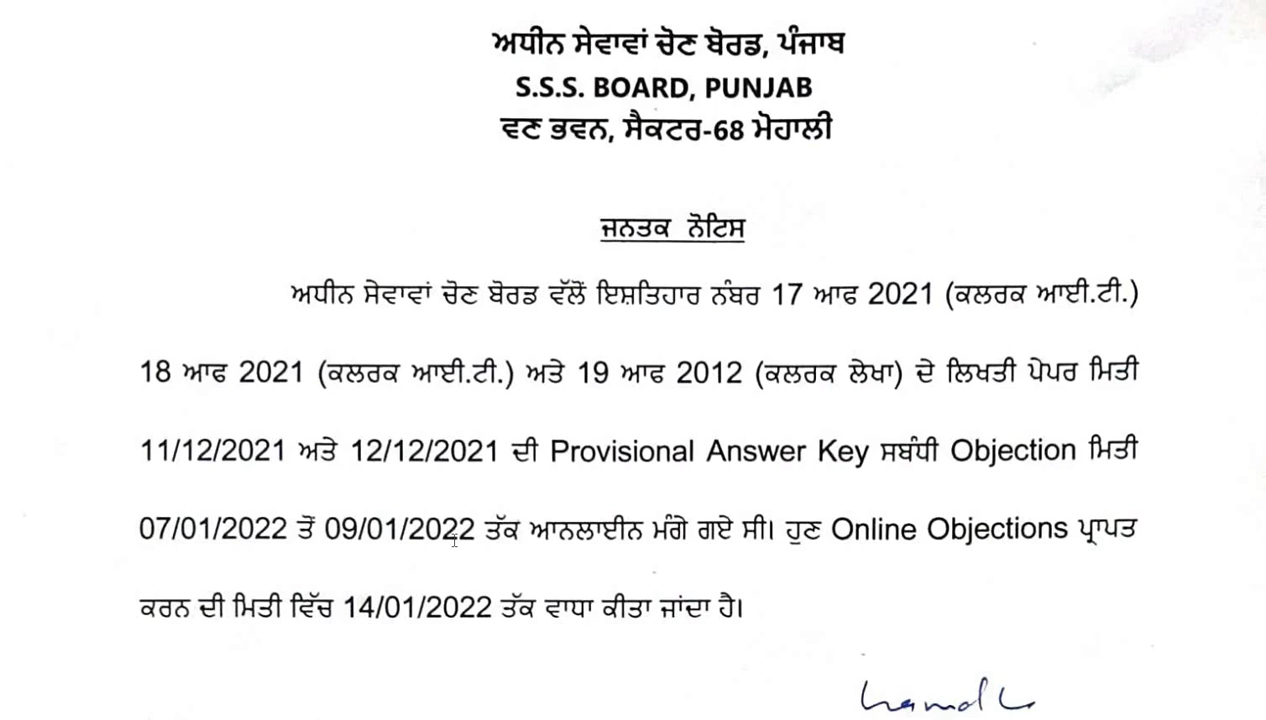 ਅਧੀਨ ਸੇਵਾਵਾਂ ਚੋਣ ਬੋਰਡ, ਪੰਜਾਬ
S.S.S. BOARD, PUNJAB
ਵਣ ਭਵਨ, ਸੈਕਟਰ-68 ਮੋਹਾਲੀ
ਜਨਤਕ ਨੋਟਿਸ
ਅਧੀਨ ਸੇਵਾਵਾਂ ਚੋਣ ਬੋਰਡ ਵੱਲੋਂ ਇਸ਼ਤਿਹਾਰ ਨੰਬਰ 17 ਆਫ 2021 (ਕਲਰਕ ਆਈ.ਟੀ.)
18 ਆਫ 2021 (ਕਲਰਕ ਆਈ.ਟੀ.) ਅਤੇ 19 ਆਫ 2012 (ਕਲਰਕ ਲੇਖਾ) ਦੇ ਲਿਖਤੀ ਪੇਪਰ ਮਿਤੀ
11/12/2021 ਅਤੇ 12/12/2021 ਦੀ Provisional Answer Key ਸਬੰਧੀ Objection ਮਿਤੀ
07/01/2022 ਤੋਂ 09/01/2022 ਤੱਕ ਆਨਲਾਈਨ ਮੰਗੇ ਗਏ ਸੀ। ਹੁਣ Online Objections ਪ੍ਰਾਪਤ
ਕਰਨ ਦੀ ਮਿਤੀ ਵਿੱਚ 14/01/2022 ਤੱਕ ਵਾਧਾ ਕੀਤਾ ਜਾਂਦਾ ਹੈ।